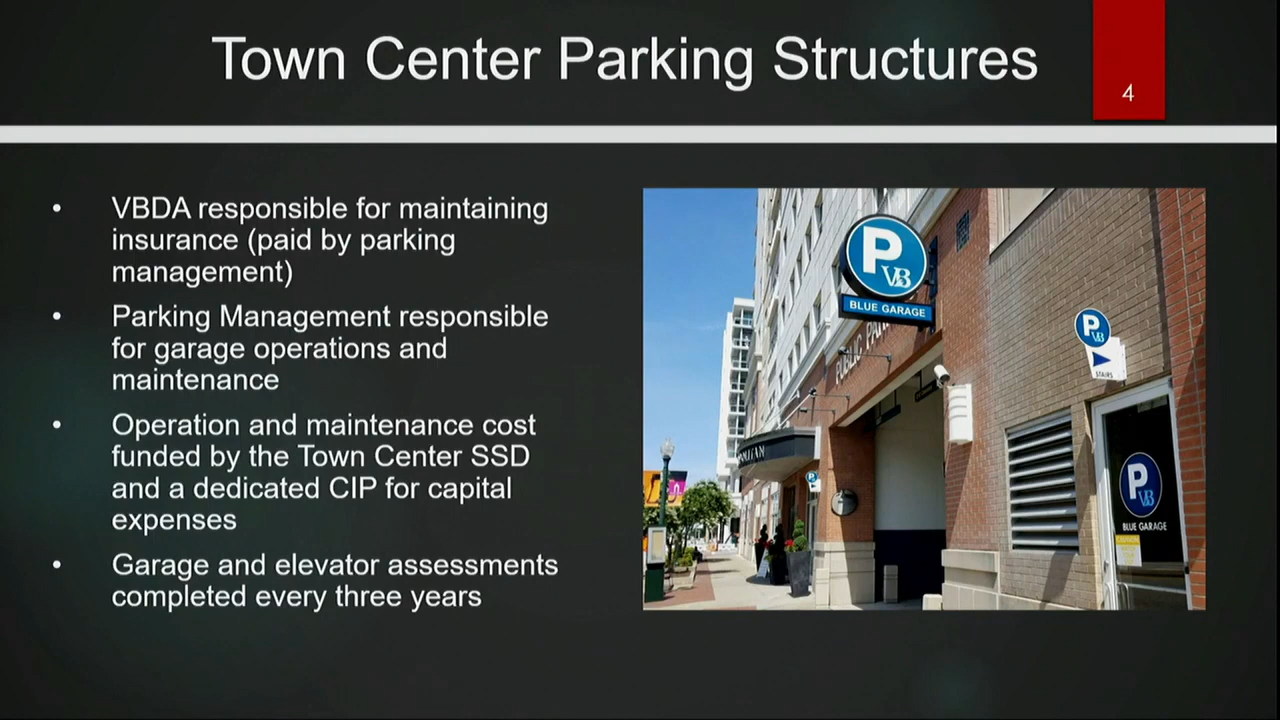 Town Center Parking Structures
4
• VBDA responsible for maintaining
insurance (paid by parking
management)
• Parking Management responsible
for garage operations and
maintenance
• Operation and maintenance cost
funded by the Town Center SSD
and a dedicated CIP for capital
expenses
• Garage and elevator assessments
completed every three years
P
VB
BLUE GARAGE
PUBLIC
P
VB
STAIRS
P
VB
BLUE GARAGE